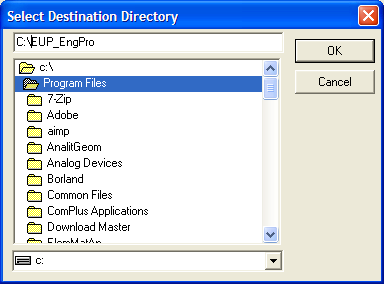 Select Destination Directory
C:\EUP_EngPro
OK
Cancel
c:\
Program Files
7-Zip
Adobe
aimp
AnalitGeom
Analog Devices
Borland
Common Files
ComPlus Applications
Download Master
c: